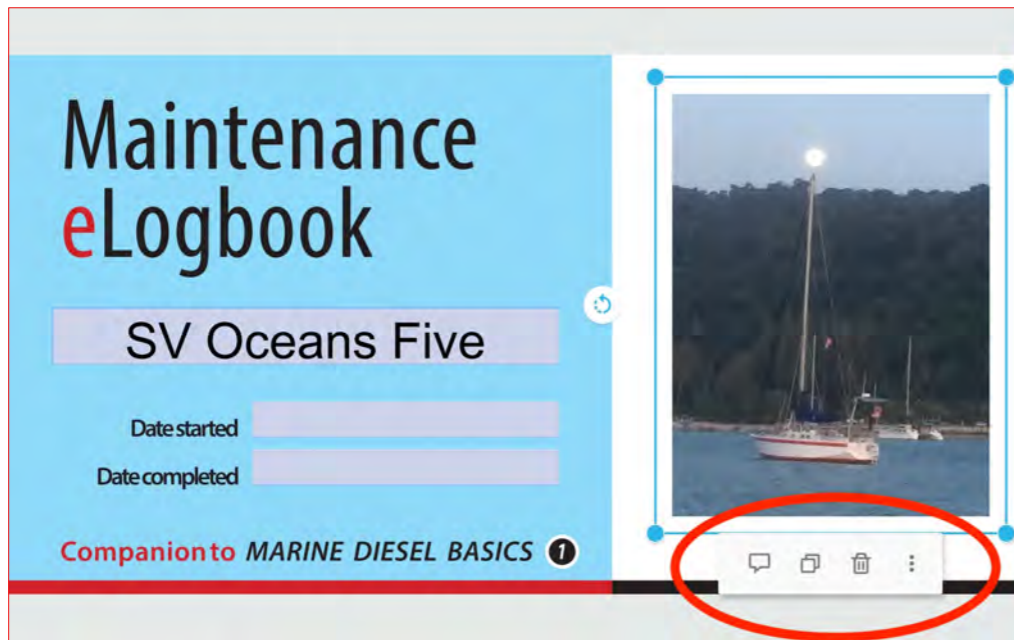 Maintenance
eLogbook
SV Oceans Five
Date started
Date completed
Companion to MARINE DIESEL BASICS 1